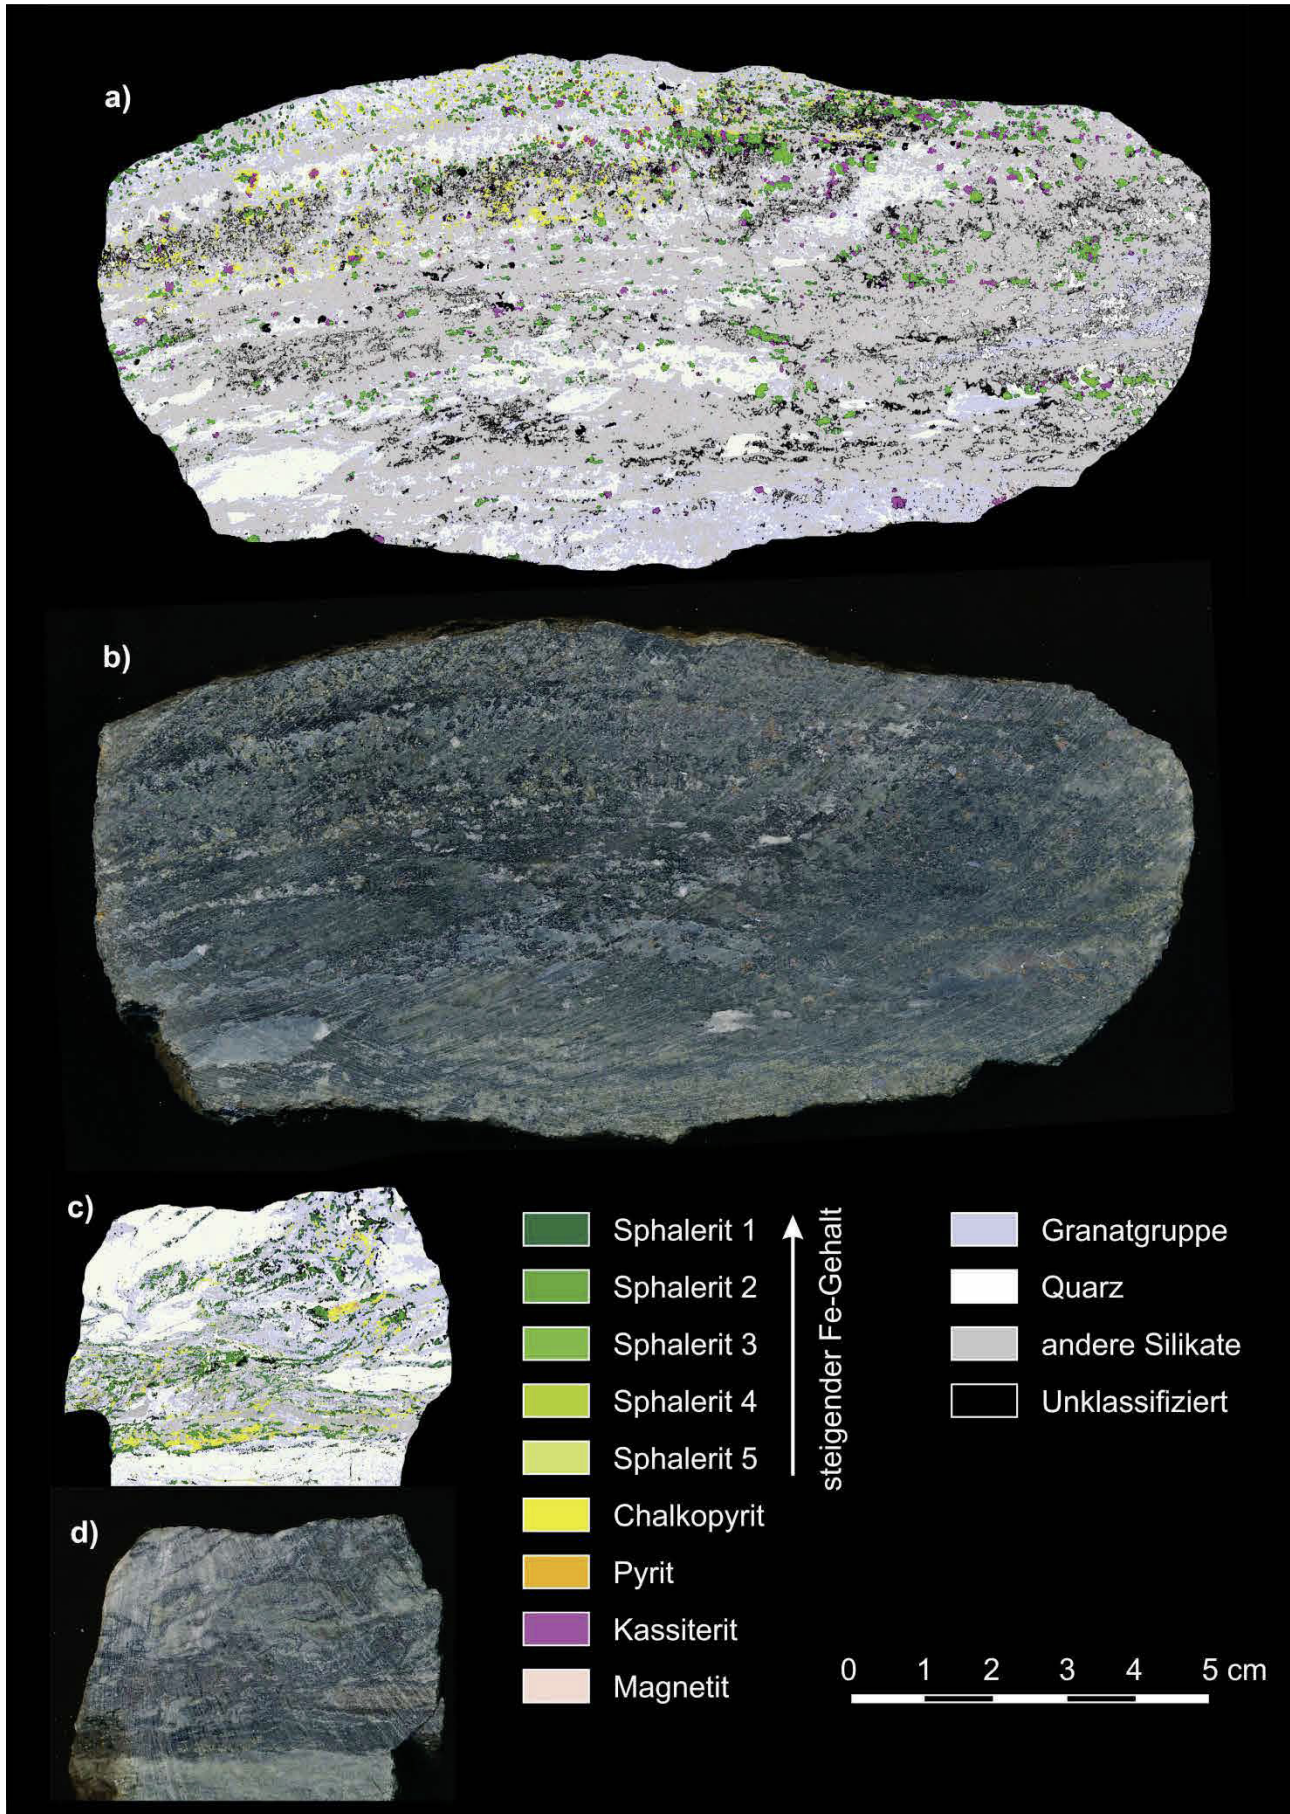 a)
b)
c)
d)
Sphalerit 1
Sphalerit 2
Sphalerit 3
Sphalerit 4
Sphalerit 5
Chalkopyrit
Pyrit
Kassiterit
Magnetit
steigender Fe-Gehalt
Granatgruppe
Quarz
andere Silikate
Unklassifiziert
0 1 2 3 4 5 cm